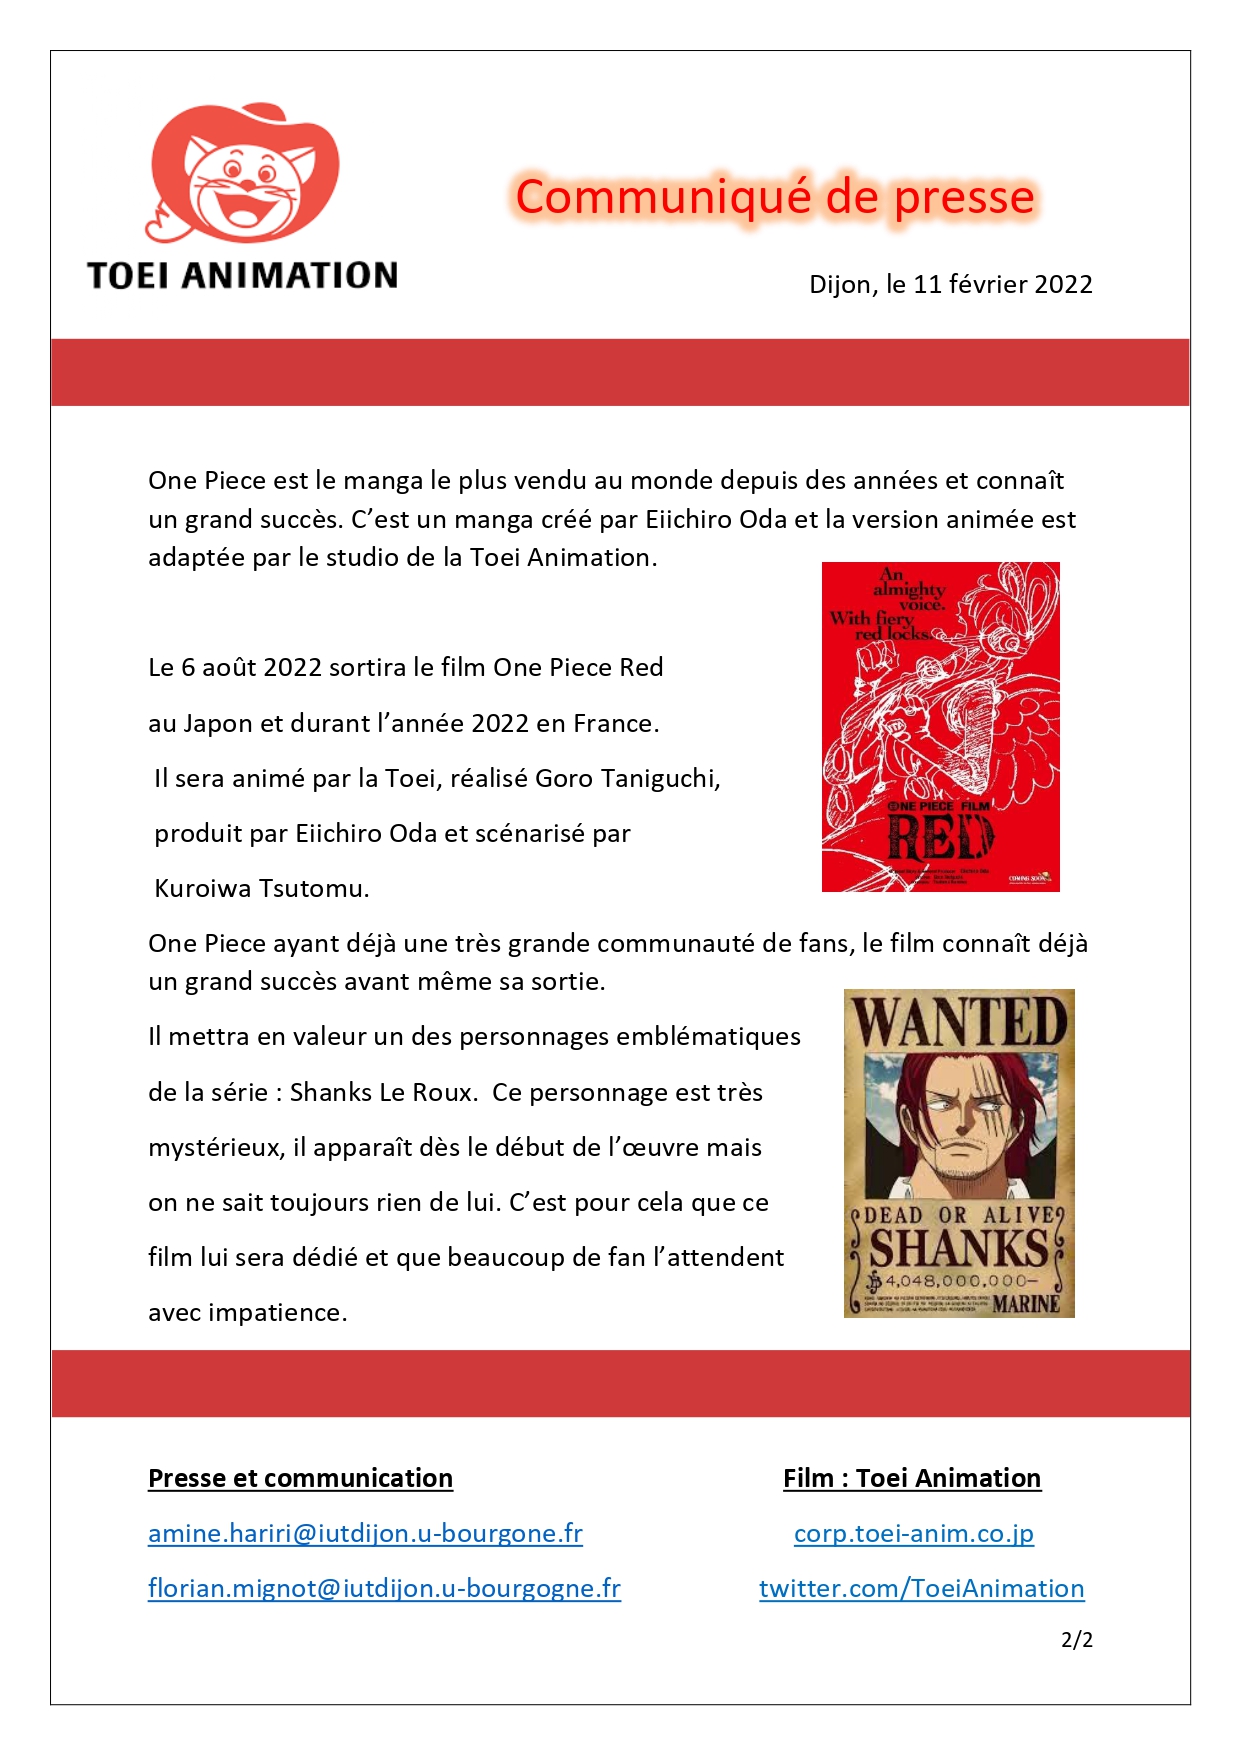 TOEI ANIMATION
Communiqué de presse
Dijon, le 11 février 2022
One Piece est le manga le plus vendu au monde depuis des années et connaît
un grand succès. C’est un manga créé par Eiichiro Oda et la version animée est
adaptée par le studio de la Toei Animation.
An
almighty
voice.
With fiery
red locks.
Le 6 août 2022 sortira le film One Piece Red
au Japon et durant l’année 2022 en France.
Il sera animé par la Toei, réalisé Goro Taniguchi,
produit par Eiichiro Oda et scénarisé par
Kuroiwa Tsutomu.
ONE PIECE FILM
RED
COMING SOON
One Piece ayant déjà une très grande communauté de fans, le film connaît déjà
un grand succès avant même sa sortie.
Il mettra en valeur un des personnages emblématiques
de la série : Shanks Le Roux.  Ce personnage est très
mystérieux, il apparaît dès le début de l’œuvre mais
on ne sait toujours rien de lui. C’est pour cela que ce
film lui sera dédié et que beaucoup de fan l’attendent
avec impatience.
WANTED
DEAD OR ALIVE
SHANKS
4,048,000,000–
MARINE
Presse et communication
Film : Toei Animation
amine.hariri@iutdijon.u-bourgone.fr
corp.toei-anim.co.jp
florian.mignot@iutdijon.u-bourgogne.fr
twitter.com/ToeiAnimation
2/2